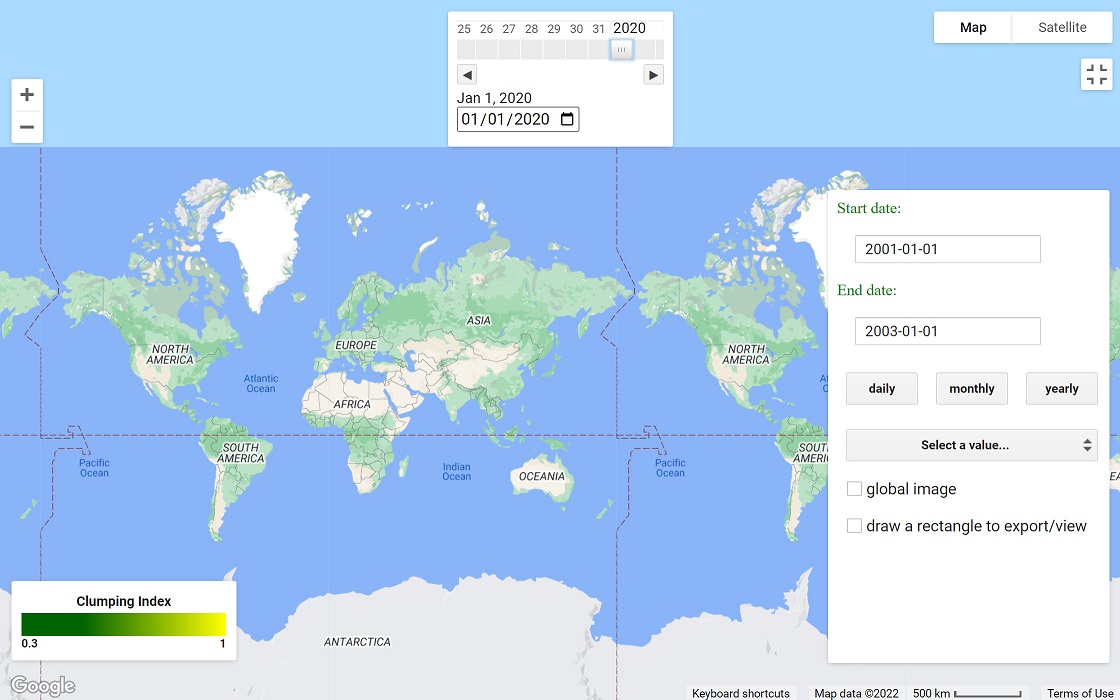 25 26 27 28 29 30 31 2020
Jan 1, 2020
01/01/2020
Map Satellite
+
−
Start date:
2001-01-01
End date:
2003-01-01
daily monthly yearly
Select a value...
global image
draw a rectangle to export/view
NORTH
AMERICA
Atlantic
Ocean
EUROPE
ASIA
AFRICA
SOUTH
AMERICA
Pacific
Ocean
Indian
Ocean
OCEANIA
ANTARCTICA
NORTH
AMERICA
Pacific
Ocean
Clumping Index
0.3 1
Google
Keyboard shortcuts Map data ©2022 500 km Terms of Use